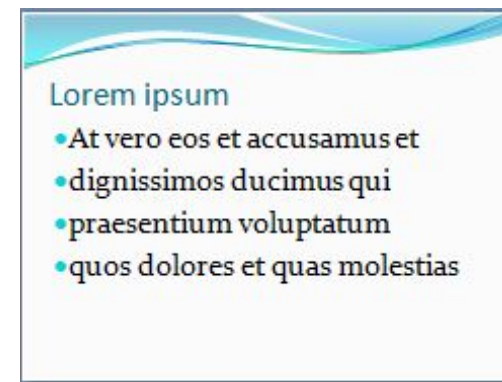 Lorem ipsum
•At vero eos et accusamus et
•dignissimos ducimus qui
•praesentium voluptatum
•quos dolores et quas molestias